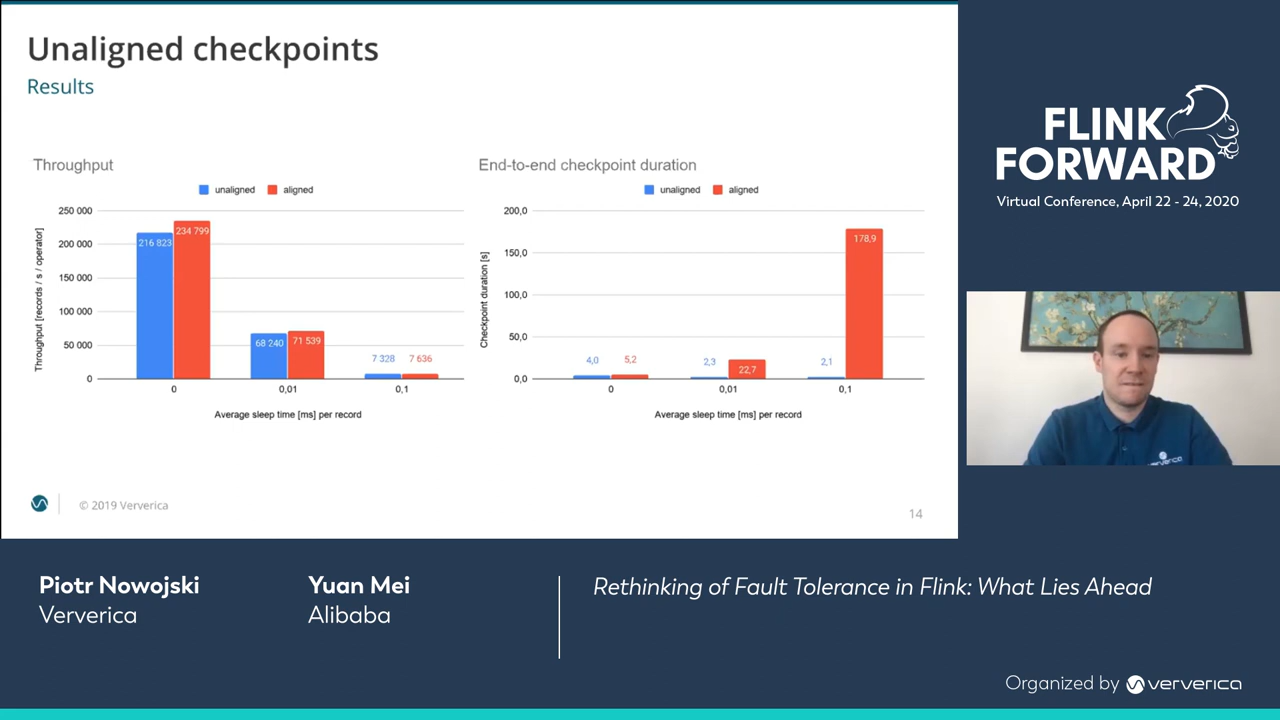 Unaligned checkpoints
Results
Throughput
unaligned aligned
Throughput [records / s / operator]
250 000
200 000
150 000
100 000
50 000
0
216 823
234 799
68 240
71 539
7 328
7 636
0 0,01 0,1
Average sleep time [ms] per record
End-to-end checkpoint duration
unaligned aligned
Checkpoint duration [s]
200,0
150,0
100,0
50,0
0,0
4,0
5,2
2,3
22,7
2,1
178,9
0 0,01 0,1
Average sleep time [ms] per record
© 2019 Ververica
14
FLINK
FORWARD
Virtual Conference, April 22 - 24, 2020
ververica
Piotr Nowojski
Ververica
Yuan Mei
Alibaba
Rethinking of Fault Tolerance in Flink: What Lies Ahead
Organized by ververica